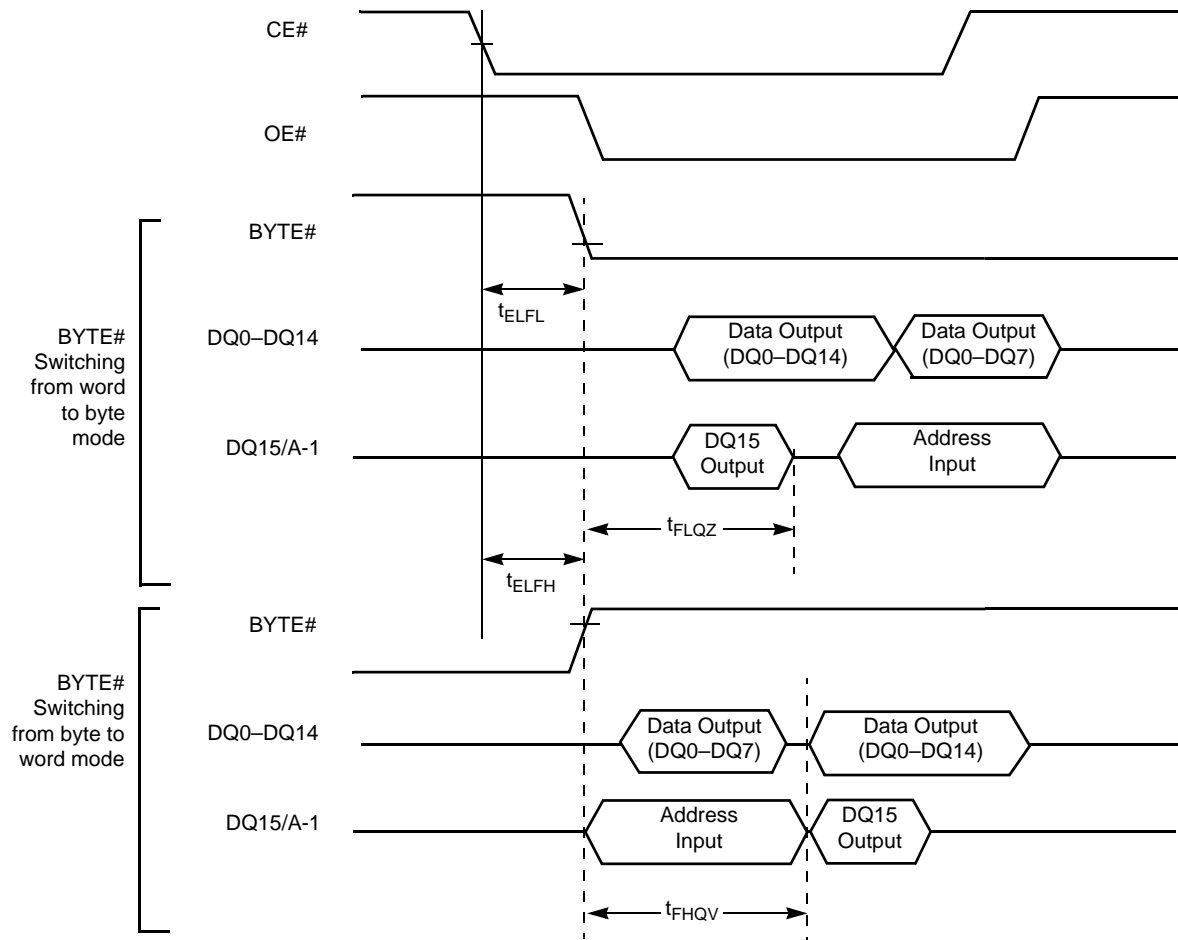 CE#
OE#
BYTE#
tELFL
BYTE#
Switching
from word
to byte
mode
DQ0–DQ14
Data Output
(DQ0–DQ14)
Data Output
(DQ0–DQ7)
DQ15/A-1
DQ15
Output
Address
Input
tFLQZ
tELFH
BYTE#
BYTE#
Switching
from byte to
word mode
DQ0–DQ14
Data Output
(DQ0–DQ7)
Data Output
(DQ0–DQ14)
DQ15/A-1
Address
Input
DQ15
Output
tFHQV